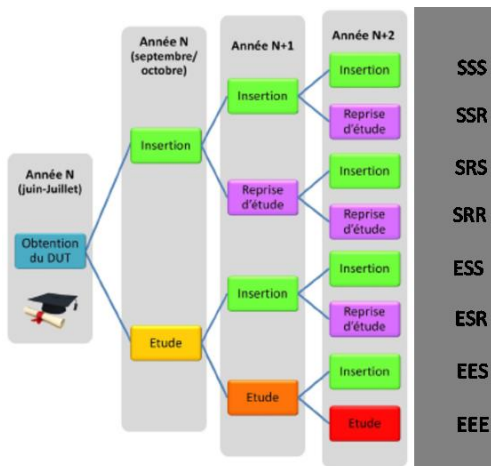 Année N
(juin-Juillet)
Obtention
du DUT
Année N
(septembre/
octobre)
Insertion
Etude
Année N+1
Insertion
Reprise
d'étude
Insertion
Etude
Année N+2
Insertion
Reprise
d'étude
Insertion
Reprise
d'étude
Insertion
Reprise
d'étude
Insertion
Etude
SSS
SSR
SRS
SRR
ESS
ESR
EES
EEE